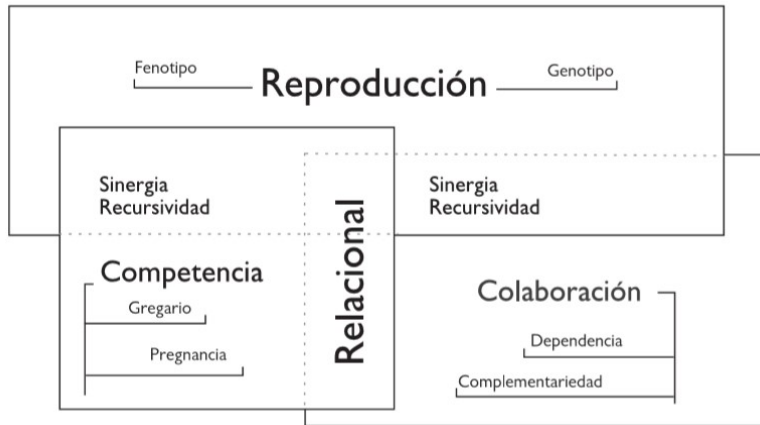 Fenotipo
Reproducción
Genotipo
Sinergia
Recursividad
Sinergia
Recursividad
Relacional
Competencia
Gregario
Pregnancia
Colaboración
Dependencia
Complementariedad